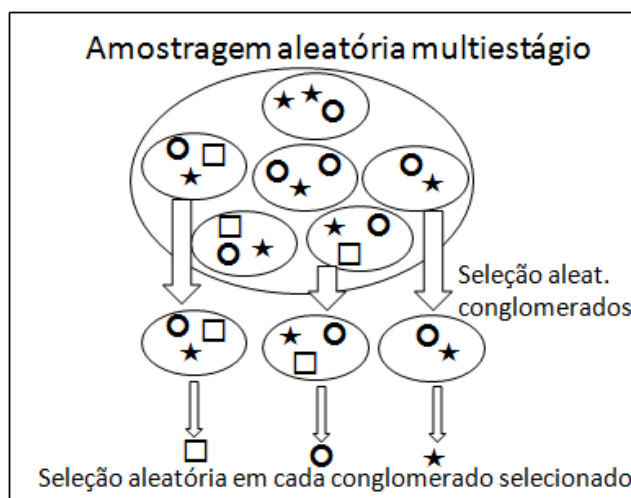 Amostragem aleatória multiestágio
Seleção aleat.
conglomerados
Seleção aleatória em cada conglomerado selecionado